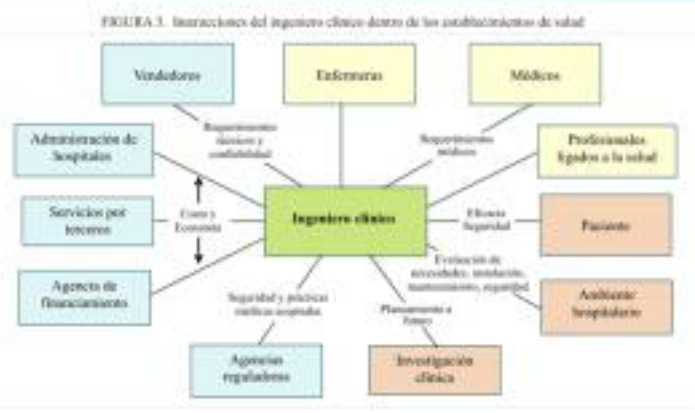 FIGURA 3. Interacciones del ingeniero clínico dentro de los establecimientos de salud
Vendedores
Enfermeras
Médicos
Administración de
hospitales
Requerimientos
técnicos y
confiabilidad
Requerimientos
médicos
Profesionales
ligados a la salud
Servicios por
terceros
Costo y
Economía
Ingeniero clínico
Eficacia
Seguridad
Paciente
Agencia de
financiamiento
Seguridad y prácticas
médicas aceptadas
Evaluación de
necesidades, instalación,
mantenimiento, seguridad
Planeamiento a
futuro
Ambiente
hospitalario
Agencias
reguladoras
Investigación
clínica